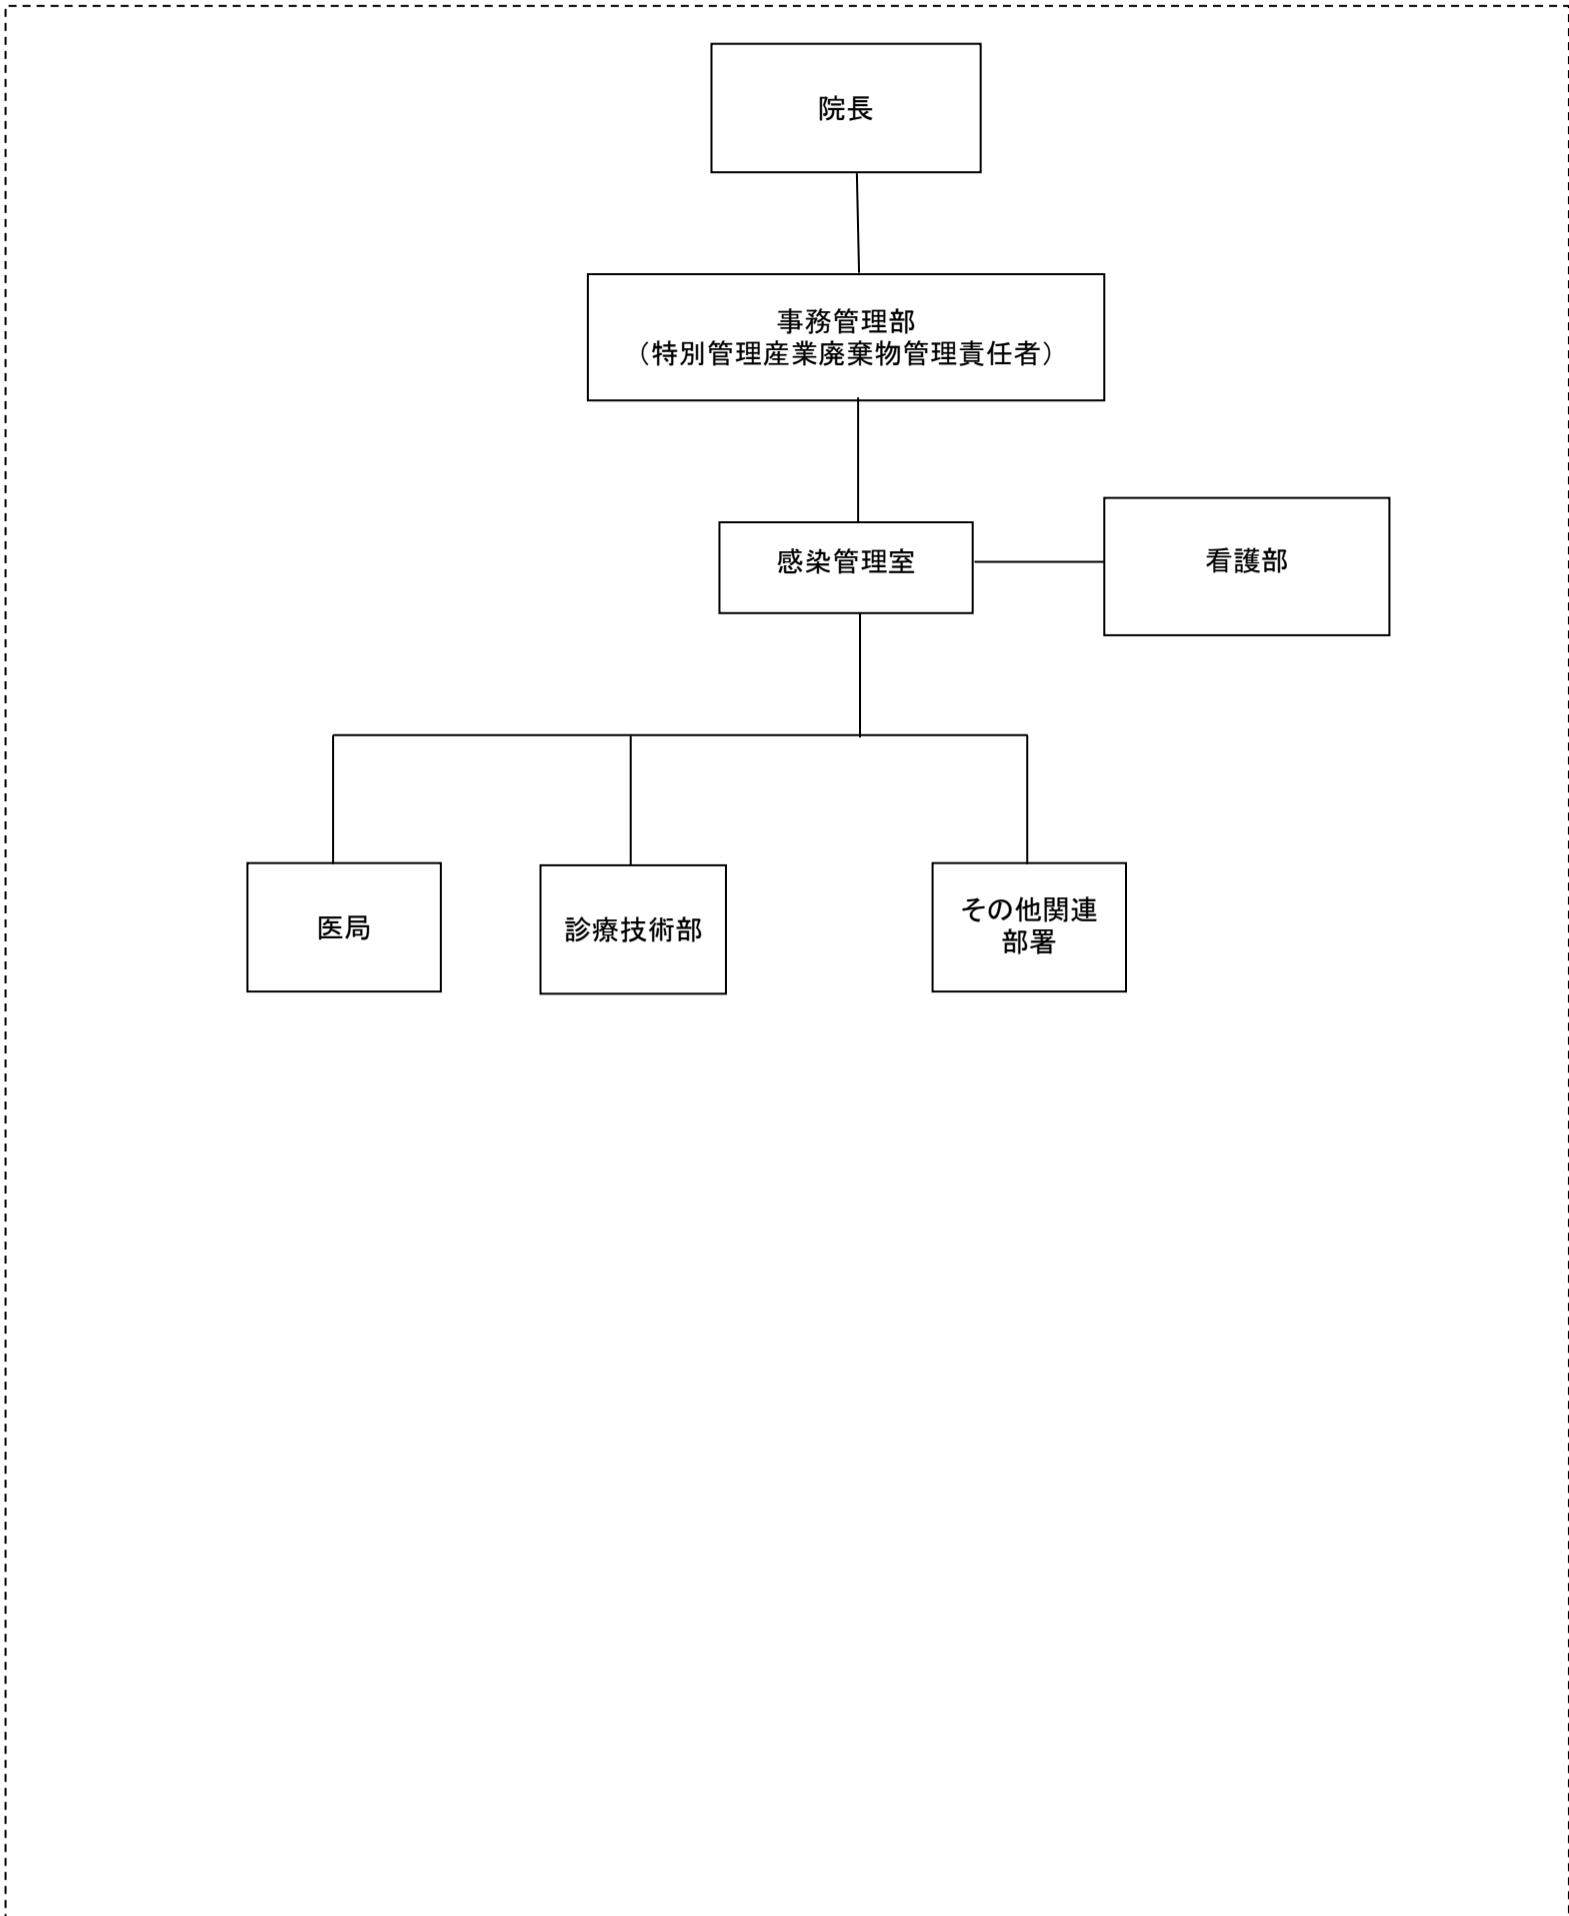 院長
事務管理部
（特別管理産業廃棄物管理責任者）
感染管理室
看護部
医局
診療技術部
その他関連
部署